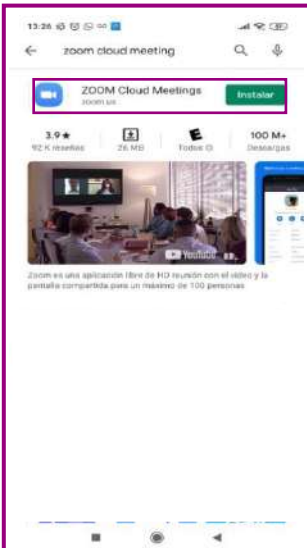 13:26
zoom cloud meeting
ZOOM Cloud Meetings
zoom.us
Instalar
3.9★
92 K reseñas
26 MB
Todos
100 M+
Descargas
YouTube
Zoom es una aplicación libre de HD reunión con el video y la
pantalla compartida para un máximo de 100 personas